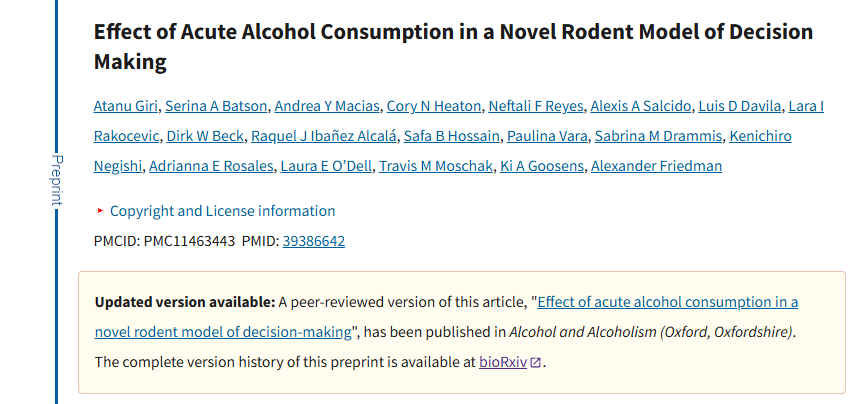 Effect of Acute Alcohol Consumption in a Novel Rodent Model of Decision
Making
Atanu Giri, Serina A Batson, Andrea Y Macias, Cory N Heaton, Neftali F Reyes, Alexis A Salcido, Luis D Davila, Lara I
Rakocevic, Dirk W Beck, Raquel J Ibañez Alcalá, Safa B Hossain, Paulina Vara, Sabrina M Drammis, Kenichiro
Negishi, Adrianna E Rosales, Laura E O’Dell, Travis M Moschak, Ki A Goosens, Alexander Friedman
Preprint
Copyright and License information
PMCID: PMC11463443 PMID: 39386642
Updated version available: A peer-reviewed version of this article, "Effect of acute alcohol consumption in a
novel rodent model of decision-making", has been published in Alcohol and Alcoholism (Oxford, Oxfordshire).
The complete version history of this preprint is available at bioRxiv.